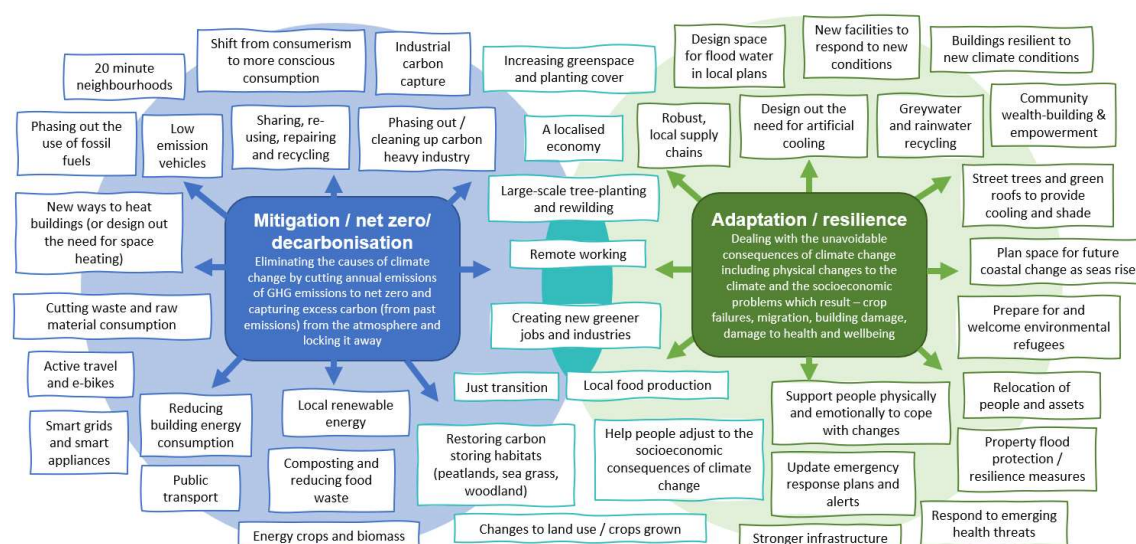 20 minute
neighbourhoods
Shift from consumerism
to more conscious
consumption
Industrial
carbon
capture
Phasing out the
use of fossil
fuels
Low
emission
vehicles
Sharing, re-
using, repairing
and recycling
Phasing out /
cleaning up carbon
heavy industry
New ways to heat
buildings (or design out
the need for space
heating)
Mitigation / net zero/
decarbonisation
Eliminating the causes of climate
change by cutting annual emissions
of GHG emissions to net zero and
capturing excess carbon (from past
emissions) from the atmosphere and
locking it away
Cutting waste and raw
material consumption
Active travel
and e-bikes
Smart grids
and smart
appliances
Reducing
building energy
consumption
Public
transport
Local renewable
energy
Composting and
reducing food
waste
Energy crops and biomass
Increasing greenspace
and planting cover
A localised
economy
Large-scale tree-planting
and rewilding
Remote working
Creating new greener
jobs and industries
Just transition
Local food production
Restoring carbon
storing habitats
(peatlands, sea grass,
woodland)
Help people adjust to the
socioeconomic
consequences of climate
change
Changes to land use / crops grown
Design space
for flood water
in local plans
New facilities to
respond to new
conditions
Buildings resilient to
new climate conditions
Robust,
local supply
chains
Design out the
need for artificial
cooling
Greywater
and rainwater
recycling
Community
wealth-building &
empowerment
Street trees and green
roofs to provide
cooling and shade
Adaptation / resilience
Dealing with the unavoidable
consequences of climate change
including physical changes to the
climate and the socioeconomic
problems which result – crop
failures, migration, building damage,
damage to health and wellbeing
Plan space for future
coastal change as seas rise
Prepare for and
welcome environmental
refugees
Relocation of
people and assets
Support people physically
and emotionally to cope
with changes
Property flood
protection /
resilience measures
Update emergency
response plans and
alerts
Respond to emerging
health threats
Stronger infrastructure